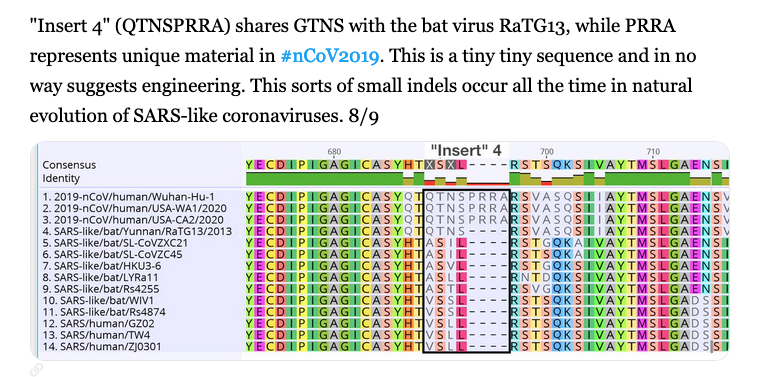 "Insert 4" (QTNSPRRA) shares GTNS with the bat virus RaTG13, while PRRA
represents unique material in #nCoV2019. This is a tiny tiny sequence and in no
way suggests engineering. This sorts of small indels occur all the time in natural
evolution of SARS-like coronaviruses. 8/9
"Insert" 4
680 700 710
Consensus YECDIPIGAGICASYHTXSXL----RSTSQKSIVAYTMSLGAENSI
Identity
1. 2019-nCoV/human/Wuhan-Hu-1 YECDIPIGAGICASYQTQTNSPRRARSVASQSIIAYTMSLGAENSV
2. 2019-nCoV/human/USA-WA1/2020 YECDIPIGAGICASYQTQTNSPRRARSVASQSIIAYTMSLGAENSV
3. 2019-nCoV/human/USA-CA2/2020 YECDIPIGAGICASYQTQTNSPRRARSVASQSIIAYTMSLGAENSV
4. SARS-like/bat/Yunnan/RaTG13/2013 YECDIPIGAGICASYQTQTNS----RSVASQSIIAYTMSLGAENSV
5. SARS-like/bat/SL-CoVZXC21 YECDIPIGAGICASYHTASIL----RSTGQKAIVAYTMSLGAENSI
6. SARS-like/bat/SL-CoVZC45 YECDIPIGAGICASYHTASIL----RSTSQKAIVAYTMSLGAENSI
7. SARS-like/bat/HKU3-6 YECDIPIGAGICASYHTASVL----RSTGQKSIVAYTMSLGAENSI
8. SARS-like/bat/LYRa11 YECDIPIGAGICASYHTASLL----RNTDQKSIVAYTMSLGAENSI
9. SARS-like/bat/Rs4255 YECDIPIGAGICASYHTASTL----RSVGQKSIVAYTMSLGAENSI
10. SARS-like/bat/WIV1 YECDIPIGAGICASYHTVSSL----RSTSQKSIVAYTMSLGADSSI
11. SARS-like/bat/Rs4874 YECDIPIGAGICASYHTVSSL----RSTSQKSIVAYTMSLGADSSI
12. SARS/human/GZ02 YECDIPIGAGICASYHTVSLL----RSTSQKSIVAYTMSLGADSSI
13. SARS/human/TW4 YECDIPIGAGICASYHTVSLL----RSTSQKSIVAYTMSLGADSSI
14. SARS/human/ZJ0301 YECDIPIGAGICASYHTVSLL----RSTSQKSIVAYTMSLGADSSI